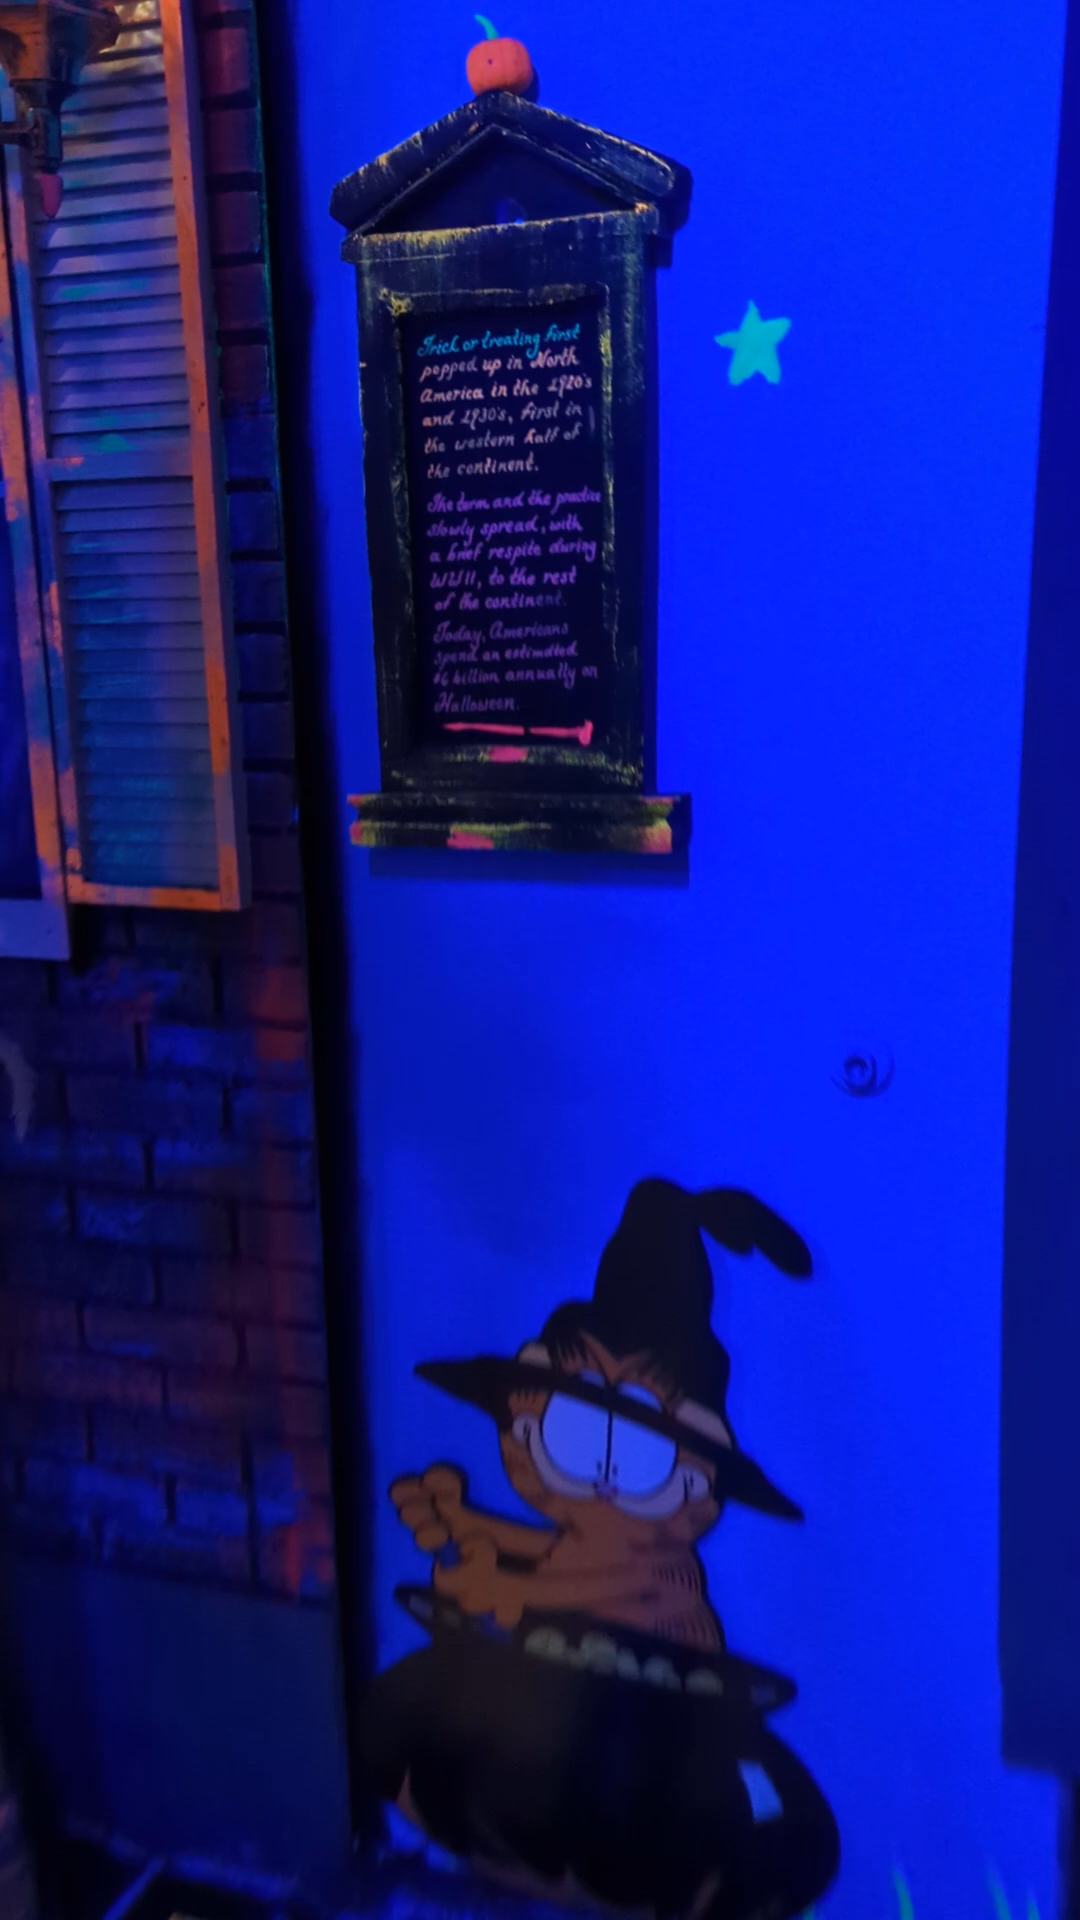 Trick or treating first
popped up in North
America in the 1920's
and 1930's, first in
the western half of
the continent.
The term and the practice
slowly spread, with
a brief respite during
WWII, to the rest
of the continent.
Today, Americans
spend an estimated
$6 billion annually on
Halloween.